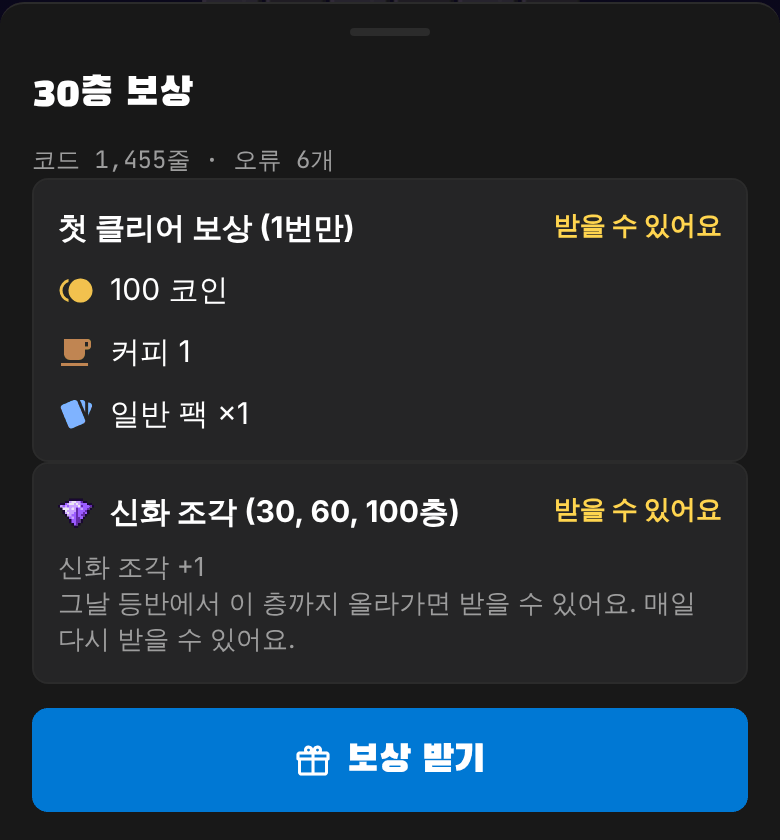 30층 보상
코드 1,455줄 · 오류 6개
첫 클리어 보상 (1번만)
받을 수 있어요
100 코인
커피 1
일반 팩 ×1
신화 조각 (30, 60, 100층)
받을 수 있어요
신화 조각 +1
그날 등반에서 이 층까지 올라가면 받을 수 있어요. 매일
다시 받을 수 있어요.
보상 받기